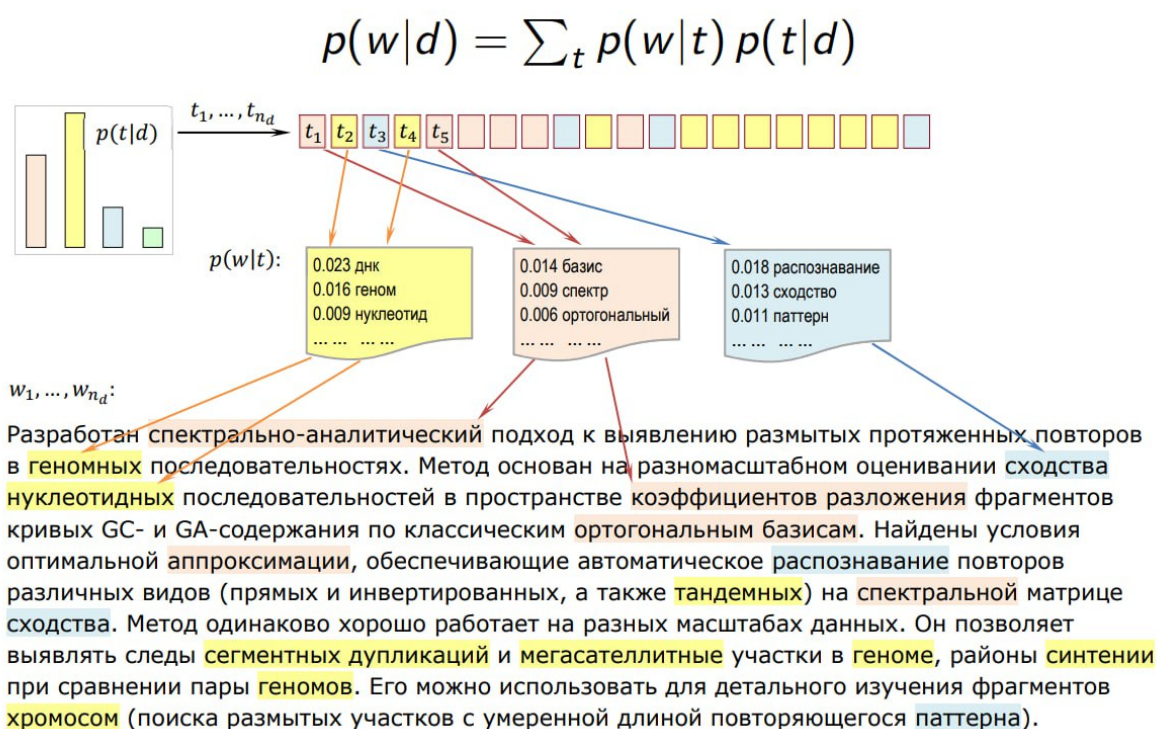 p(w|d) = ∑_t p(w|t) p(t|d)
p(t|d)
t₁, …, t_{n_d}
t₁ t₂ t₃ t₄ t₅
p(w|t):
0.023 днк
0.016 геном
0.009 нуклеотид
... ... ... ...
0.014 базис
0.009 спектр
0.006 ортогональный
... ... ... ...
0.018 распознавание
0.013 сходство
0.011 паттерн
... ... ... ...
w₁, …, w_{n_d}:
Разработан спектрально-аналитический подход к выявлению размытых протяженных повторов
в геномных последовательностях. Метод основан на разномасштабном оценивании сходства
нуклеотидных последовательностей в пространстве коэффициентов разложения фрагментов
кривых GC- и GA-содержания по классическим ортогональным базисам. Найдены условия
оптимальной аппроксимации, обеспечивающие автоматическое распознавание повторов
различных видов (прямых и инвертированных, а также тандемных) на спектральной матрице
сходства. Метод одинаково хорошо работает на разных масштабах данных. Он позволяет
выявлять следы сегментных дупликаций и мегасателлитные участки в геноме, районы синтении
при сравнении пары геномов. Его можно использовать для детального изучения фрагментов
хромосом (поиска размытых участков с умеренной длиной повторяющегося паттерна).